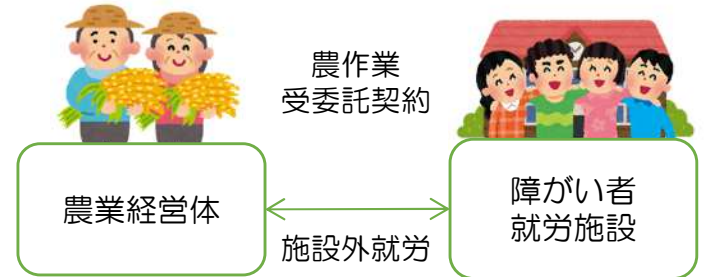 農作業
受委託契約
農業経営体
施設外就労
障がい者
就労施設